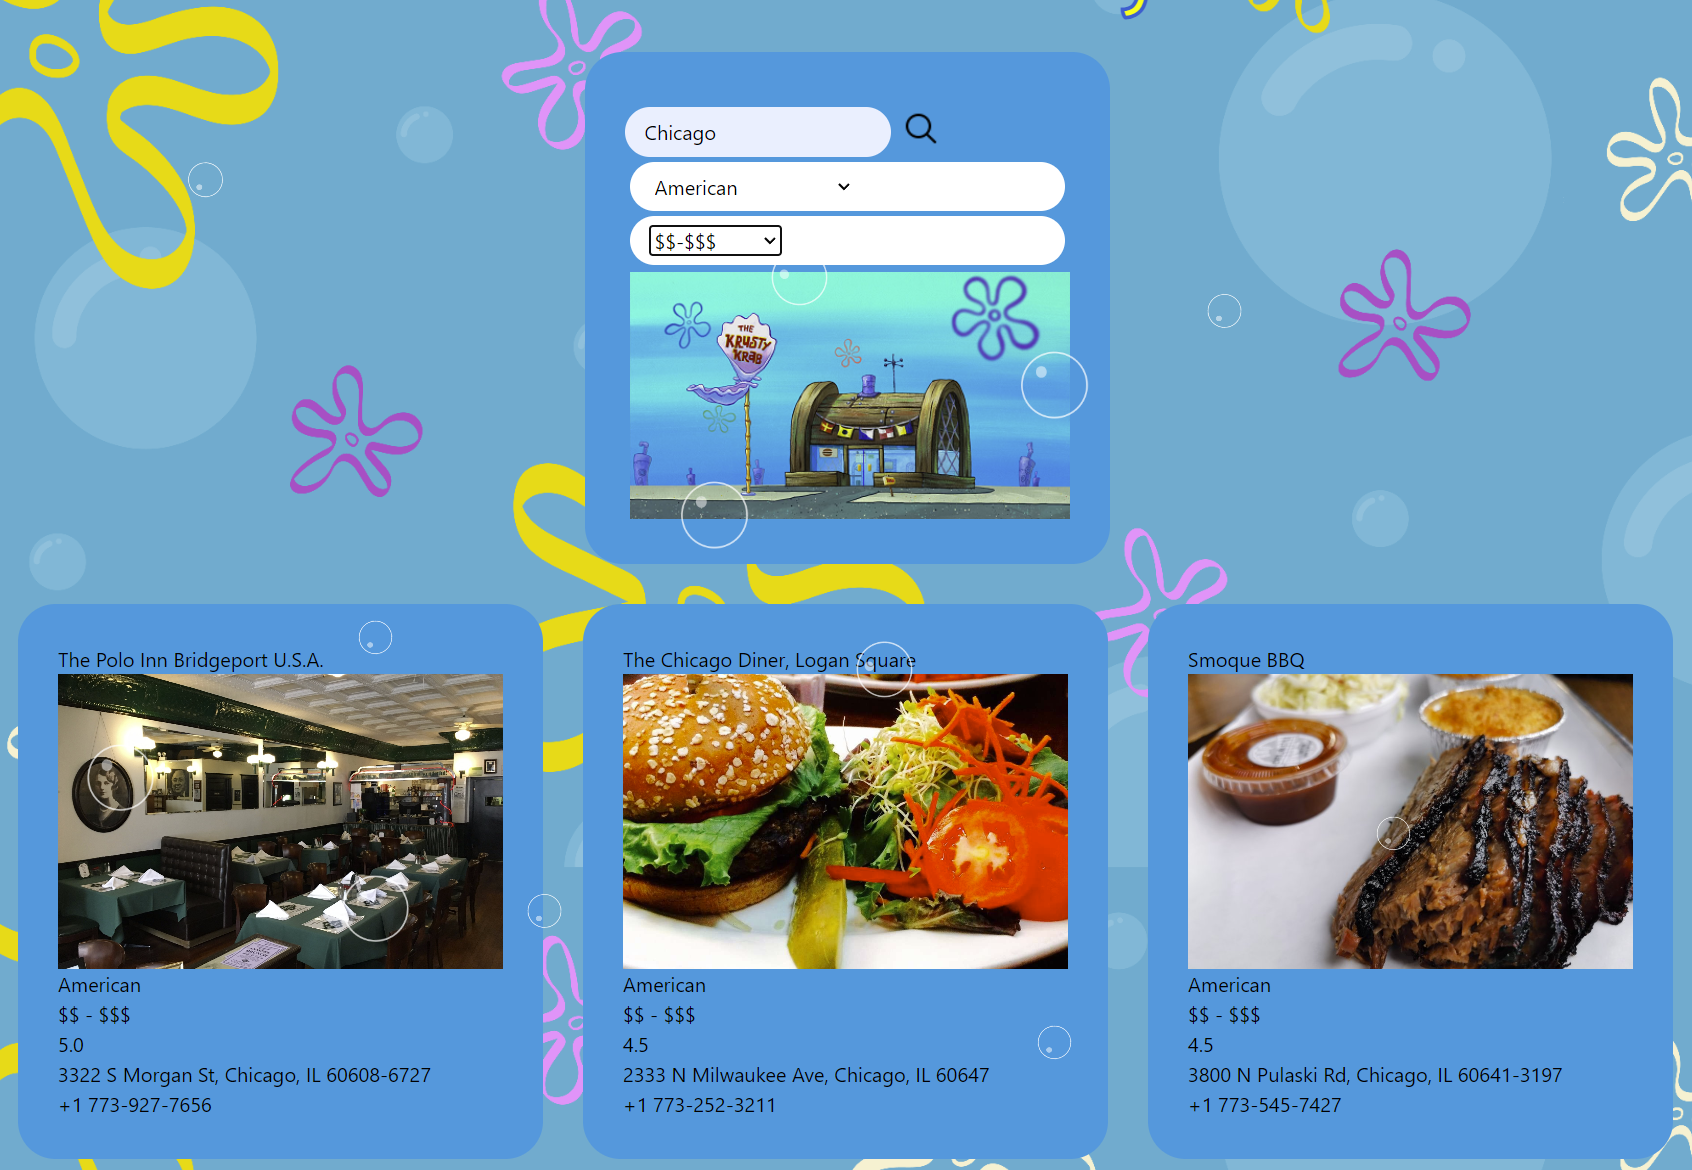 Chicago
American
$$-$$$
THE
KRUSTY
KRAB
The Polo Inn Bridgeport U.S.A.
American
$$ - $$$
5.0
3322 S Morgan St, Chicago, IL 60608-6727
+1 773-927-7656
The Chicago Diner, Logan Square
American
$$ - $$$
4.5
2333 N Milwaukee Ave, Chicago, IL 60647
+1 773-252-3211
Smoque BBQ
American
$$ - $$$
4.5
3800 N Pulaski Rd, Chicago, IL 60641-3197
+1 773-545-7427